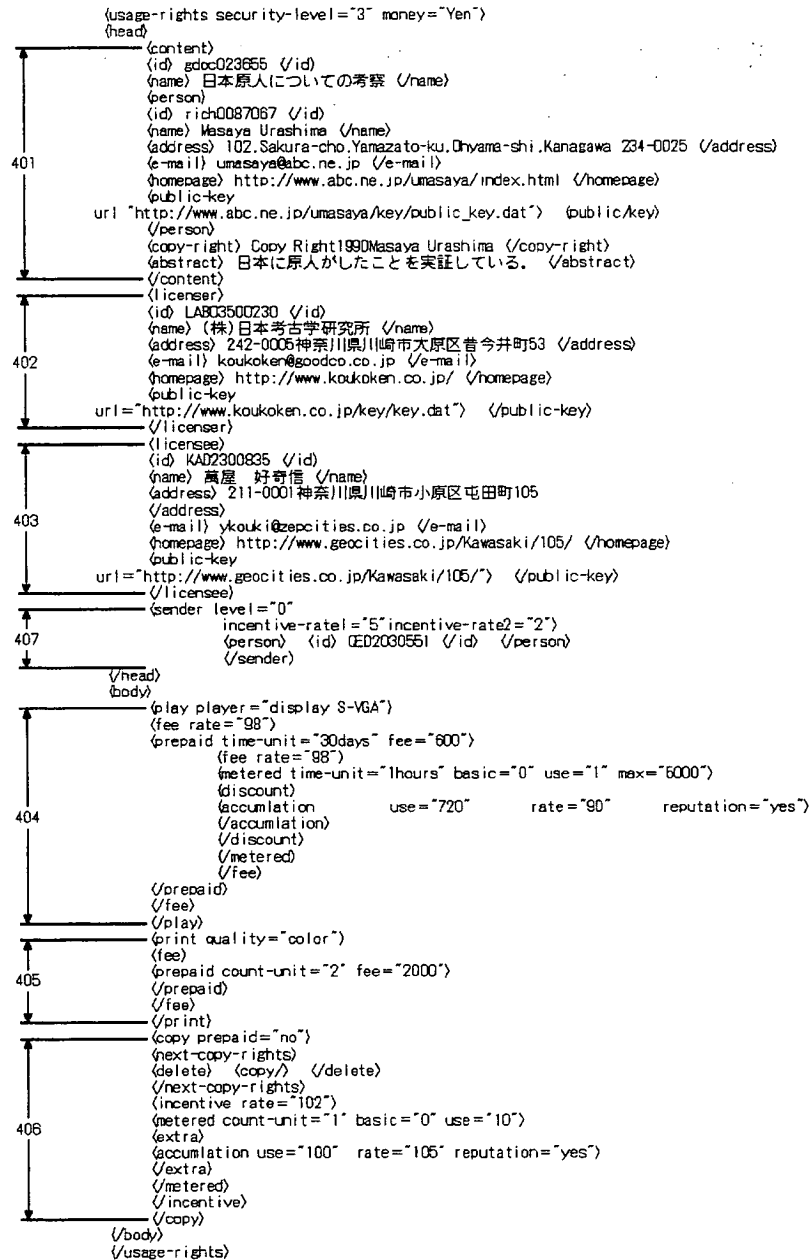 <usage-rights security-level="3" money="Yen">
<head>
<content>
<id> gdoc023655 </id>
<name> 日本原人についての考察 </name>
<person>
<id> rich0087067 </id>
<name> Masaya Urashima </name>
<address> 102,Sakura-cho,Yamazato-ku,Ohyama-shi,Kanagawa 234-0025 </address>
<e-mail> umasaya@abc.ne.jp </e-mail>
401
<homepage> http://www.abc.ne.jp/umasaya/index.html </homepage>
<public-key
url "http://www.abc.ne.jp/umasaya/key/public_key.dat"> <public/key>
</person>
<copy-right> Copy Right1990Masaya Urashima </copy-right>
<abstract> 日本に原人がしたことを実証している。 </abstract>
</content>
<licenser>
<id> LAB03500230 </id>
<name> (株)日本考古学研究所 </name>
<address> 242-0005神奈川県川崎市大原区昔今井町53 </address>
402
<e-mail> koukoken@goodco.co.jp </e-mail>
<homepage> http://www.koukoken.co.jp/ </homepage>
<public-key
url="http://www.koukoken.co.jp/key/key.dat"> </public-key>
</licenser>
<licensee>
<id> KAD2300835 </id>
<name> 萬屋 好奇信 </name>
<address> 211-0001神奈川県川崎市小原区屯田町105
</address>
403
<e-mail> ykouki@zepcities.co.jp </e-mail>
<homepage> http://www.geocities.co.jp/Kawasaki/105/ </homepage>
<public-key
url="http://www.geocities.co.jp/Kawasaki/105/"> </public-key>
</licensee>
<sender level="0"
incentive-rate1="5"incentive-rate2="2">
407
<person> <id> OED2030551 </id> </person>
</sender>
</head>
<body>
<play player="display S-VGA">
<fee rate="98">
<prepaid time-unit="30days" fee="600">
<fee rate="98">
<metered time-unit="1hours" basic="0" use="1" max="6000">
<discount>
404
<accumlation use="720" rate="90" reputation="yes">
</accumlation>
</discount>
</metered>
</fee>
</prepaid>
</fee>
</play>
<print quality="color">
<fee>
405
<prepaid count-unit="2" fee="2000">
</prepaid>
</fee>
</print>
<copy prepaid="no">
<next-copy-rights>
<delete> <copy/> </delete>
</next-copy-rights>
<incentive rate="102">
406
<metered count-unit="1" basic="0" use="10">
<extra>
<accumlation use="100" rate="105" reputation="yes">
</extra>
</metered>
</incentive>
</copy>
</body>
</usage-rights>